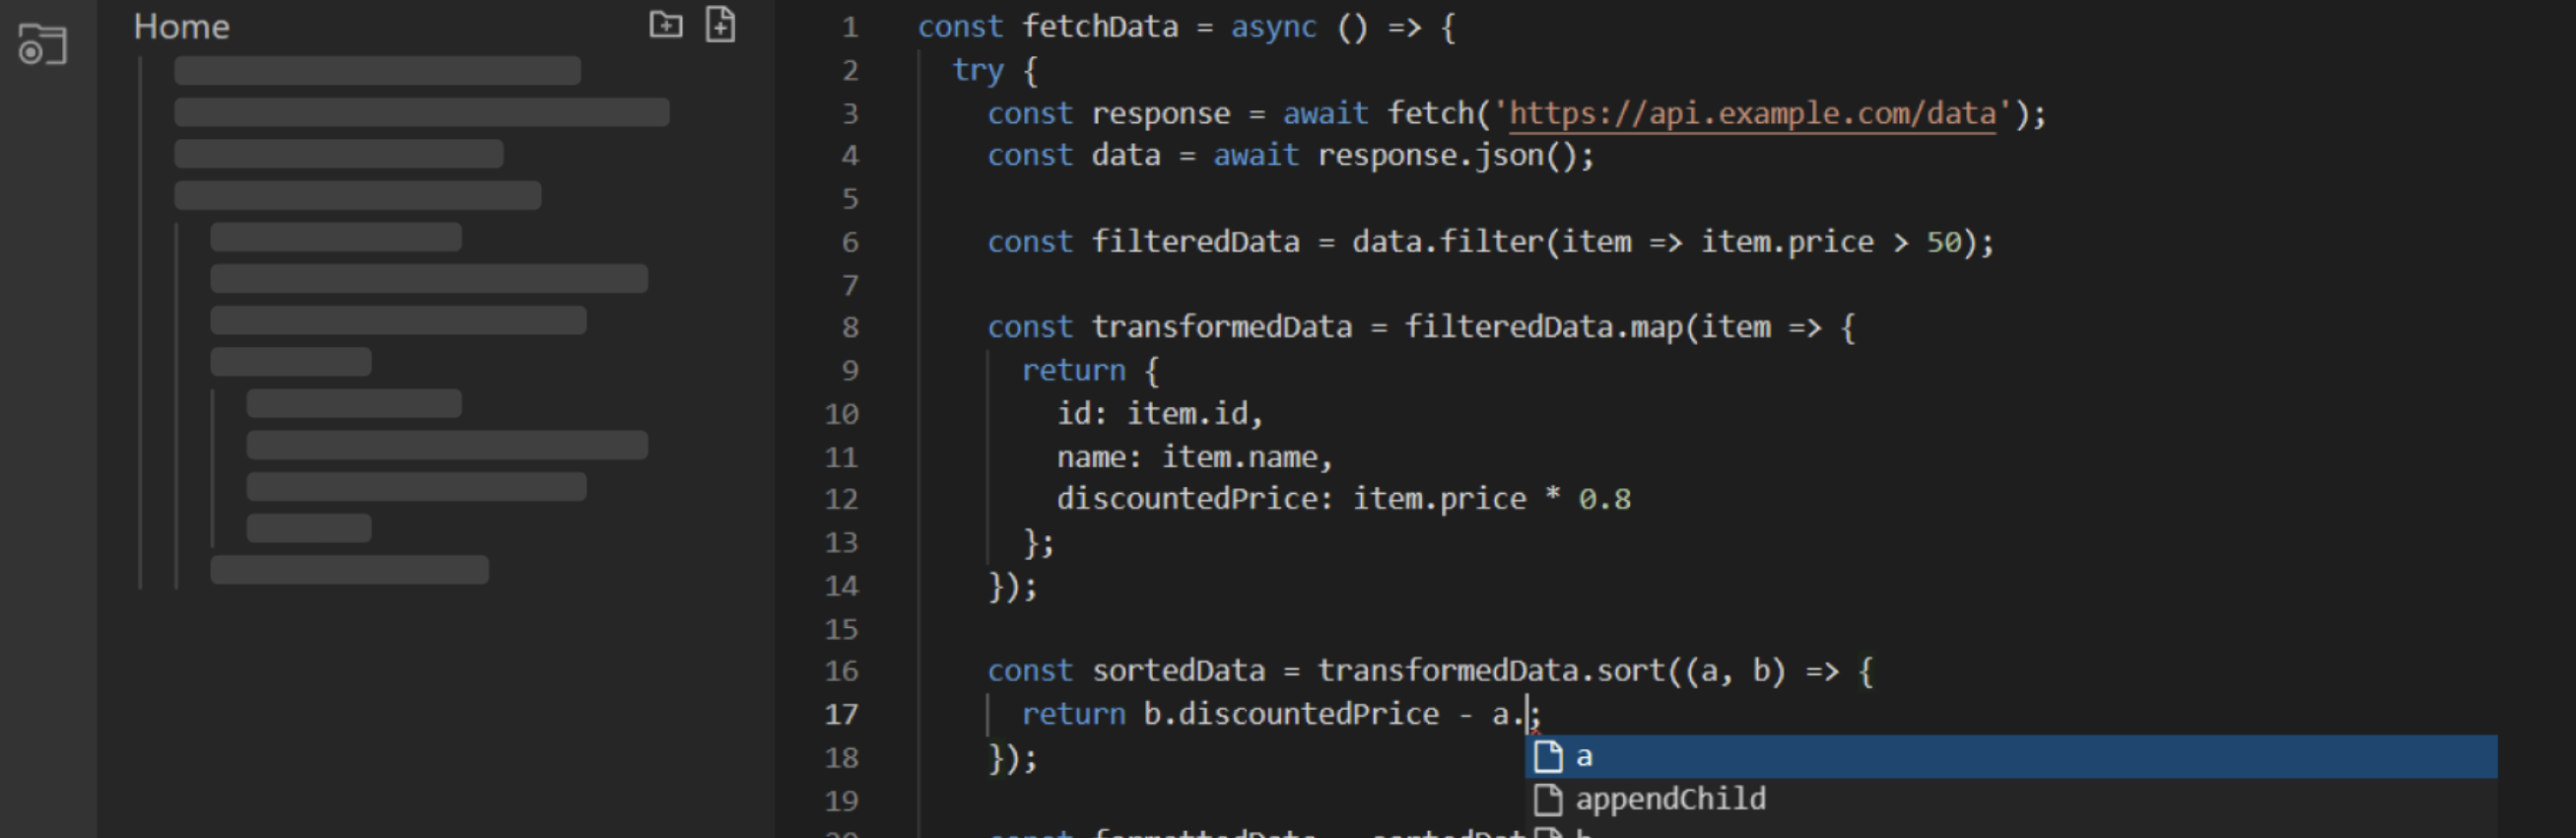 Home
1 const fetchData = async () => {
2 try {
3 const response = await fetch('https://api.example.com/data');
4 const data = await response.json();
5
6 const filteredData = data.filter(item => item.price > 50);
7
8 const transformedData = filteredData.map(item => {
9 return {
10 id: item.id,
11 name: item.name,
12 discountedPrice: item.price * 0.8
13 };
14 });
15
16 const sortedData = transformedData.sort((a, b) => {
17 return b.discountedPrice - a.;
18 });
a
19
appendChild